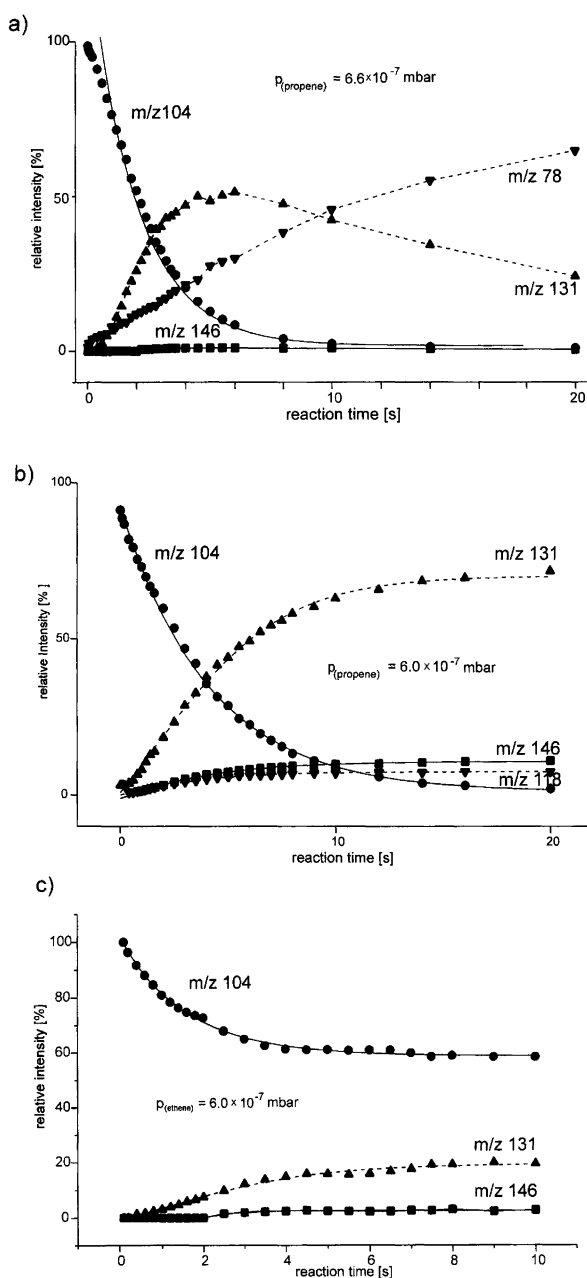 a)
100
p(propene) = 6.6×10⁻⁷ mbar
m/z104
m/z 78
50
relative intensity [%]
m/z 146
m/z 131
0
0 10 20
reaction time [s]
b)
100
m/z 104
m/z 131
relative Intensity [%]
50
p(propene) = 6.0×10⁻⁷ mbar
m/z 146
m/z 118
0
0 10 20
reaction time [s]
c)
100
m/z 104
80
relative intensity [%]
60
p(ethene) = 6.0×10⁻⁷ mbar
40
m/z 131
20
m/z 146
0
0 2 4 6 8 10
reaction time [s]